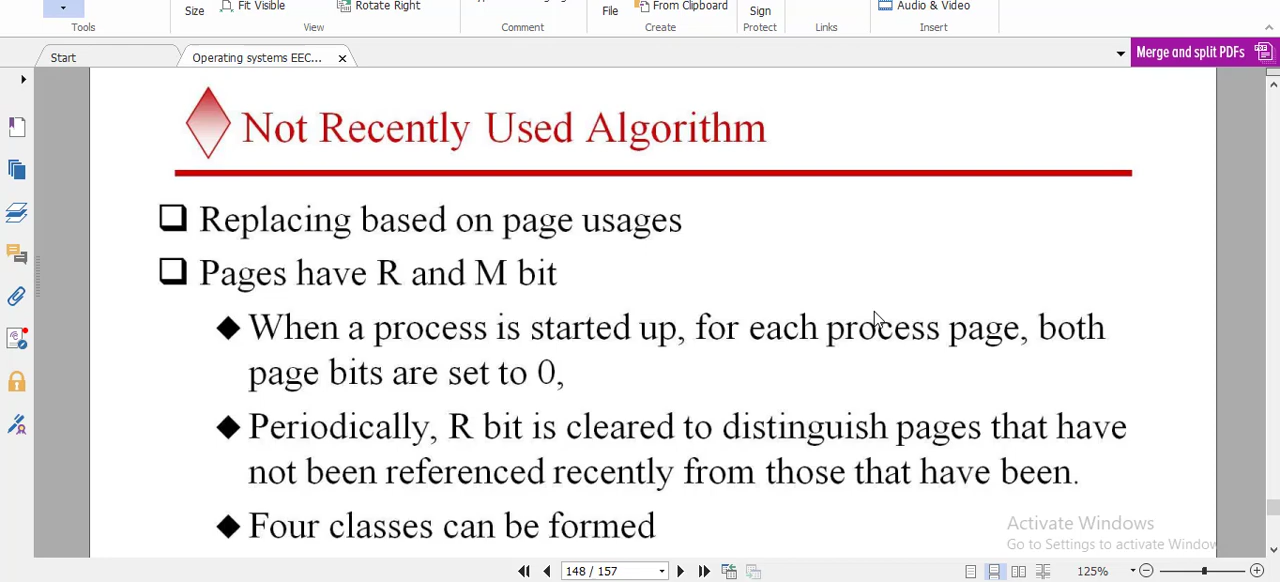 Size
Fit Visible
Rotate Right
File
From Clipboard
Sign
Audio & Video
Tools
View
Comment
Create
Protect
Links
Insert
Start
Operating systems EEC...
Merge and split PDFs
Not Recently Used Algorithm
Replacing based on page usages
Pages have R and M bit
When a process is started up, for each process page, both
page bits are set to 0,
Periodically, R bit is cleared to distinguish pages that have
not been referenced recently from those that have been.
Four classes can be formed
Activate Windows
Go to Settings to activate Window
148 / 157
125%